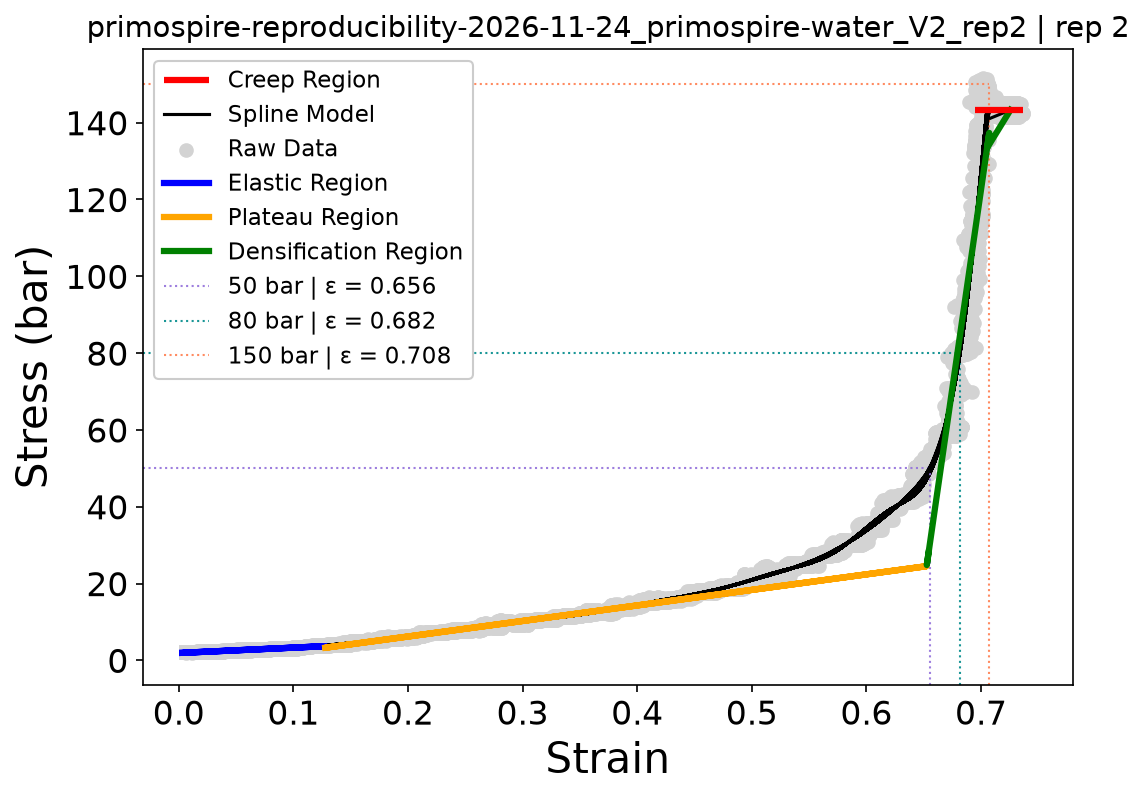 primospire-reproducibility-2026-11-24_primospire-water_V2_rep2 | rep 2
Creep Region
Spline Model
Raw Data
Elastic Region
Plateau Region
Densification Region
50 bar | ε = 0.656
80 bar | ε = 0.682
150 bar | ε = 0.708
Stress (bar)
140
120
100
80
60
40
20
0
0.0 0.1 0.2 0.3 0.4 0.5 0.6 0.7
Strain